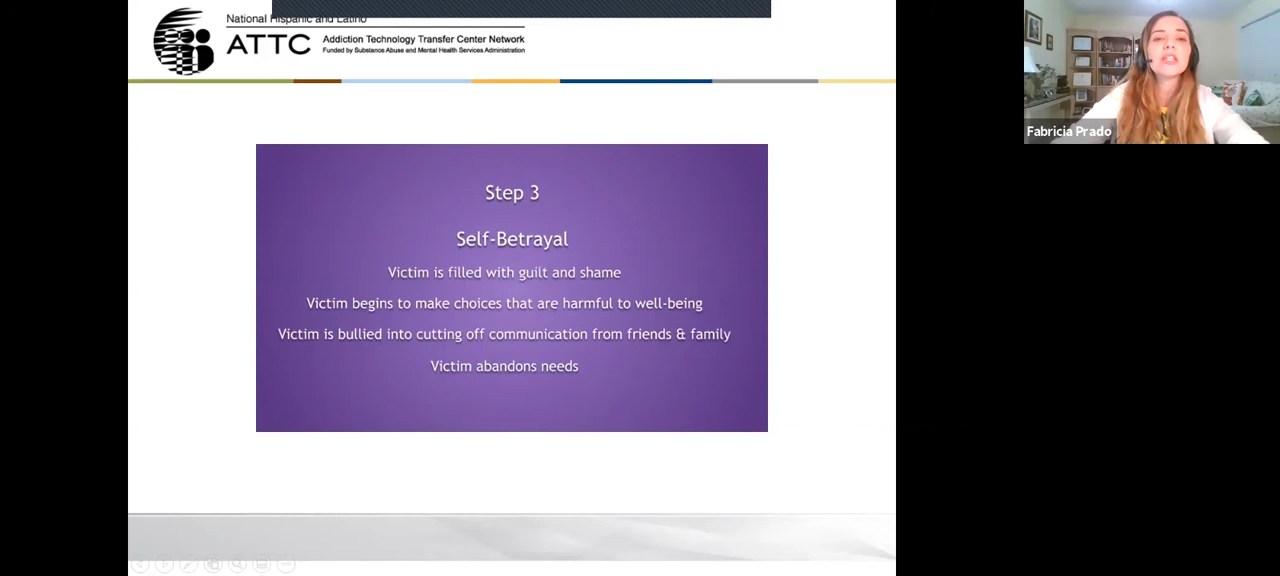 National Hispanic and Latino
ATTC
Addiction Technology Transfer Center Network
Funded by Substance Abuse and Mental Health Services Administration
Fabricia Prado
Step 3
Self-Betrayal
Victim is filled with guilt and shame
Victim begins to make choices that are harmful to well-being
Victim is bullied into cutting off communication from friends & family
Victim abandons needs